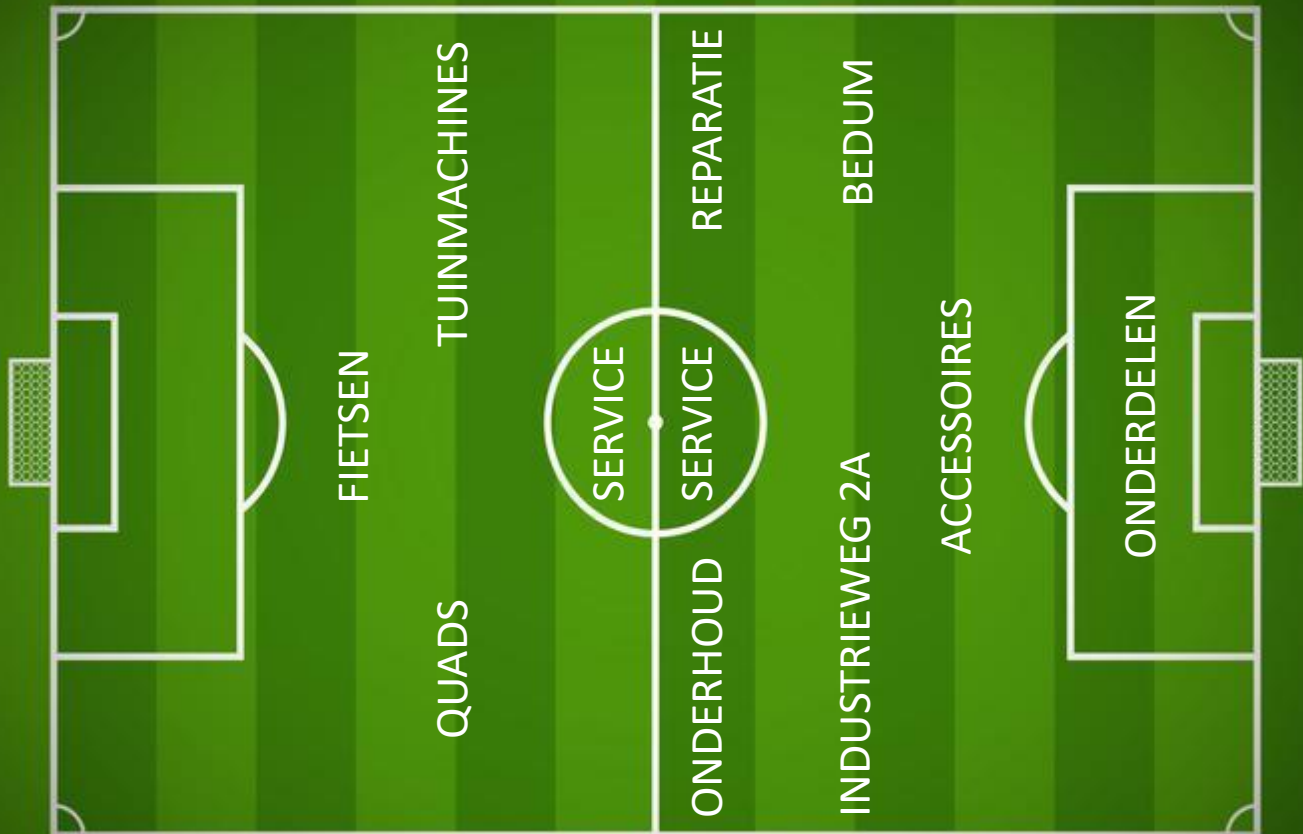 FIETSEN
QUADS TUINMACHINES
SERVICE
ONDERHOUD SERVICE REPARATIE
INDUSTRIEWEG 2A BEDUM
ACCESSOIRES
ONDERDELEN